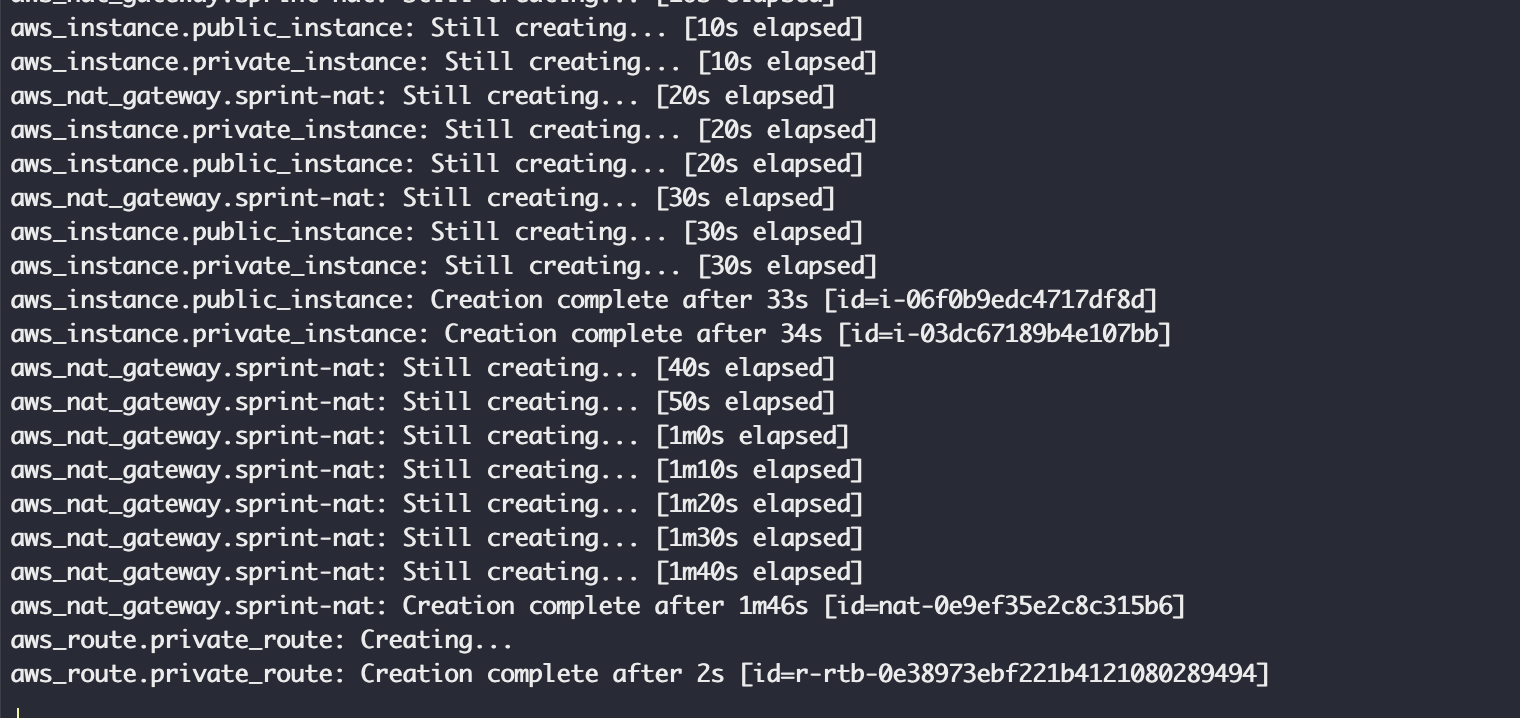 aws_nat_gateway.sprint-nat: Still creating... [10s elapsed]
aws_instance.public_instance: Still creating... [10s elapsed]
aws_instance.private_instance: Still creating... [10s elapsed]
aws_nat_gateway.sprint-nat: Still creating... [20s elapsed]
aws_instance.private_instance: Still creating... [20s elapsed]
aws_instance.public_instance: Still creating... [20s elapsed]
aws_nat_gateway.sprint-nat: Still creating... [30s elapsed]
aws_instance.public_instance: Still creating... [30s elapsed]
aws_instance.private_instance: Still creating... [30s elapsed]
aws_instance.public_instance: Creation complete after 33s [id=i-06f0b9edc4717df8d]
aws_instance.private_instance: Creation complete after 34s [id=i-03dc67189b4e107bb]
aws_nat_gateway.sprint-nat: Still creating... [40s elapsed]
aws_nat_gateway.sprint-nat: Still creating... [50s elapsed]
aws_nat_gateway.sprint-nat: Still creating... [1m0s elapsed]
aws_nat_gateway.sprint-nat: Still creating... [1m10s elapsed]
aws_nat_gateway.sprint-nat: Still creating... [1m20s elapsed]
aws_nat_gateway.sprint-nat: Still creating... [1m30s elapsed]
aws_nat_gateway.sprint-nat: Still creating... [1m40s elapsed]
aws_nat_gateway.sprint-nat: Creation complete after 1m46s [id=nat-0e9ef35e2c8c315b6]
aws_route.private_route: Creating...
aws_route.private_route: Creation complete after 2s [id=r-rtb-0e38973ebf221b4121080289494]